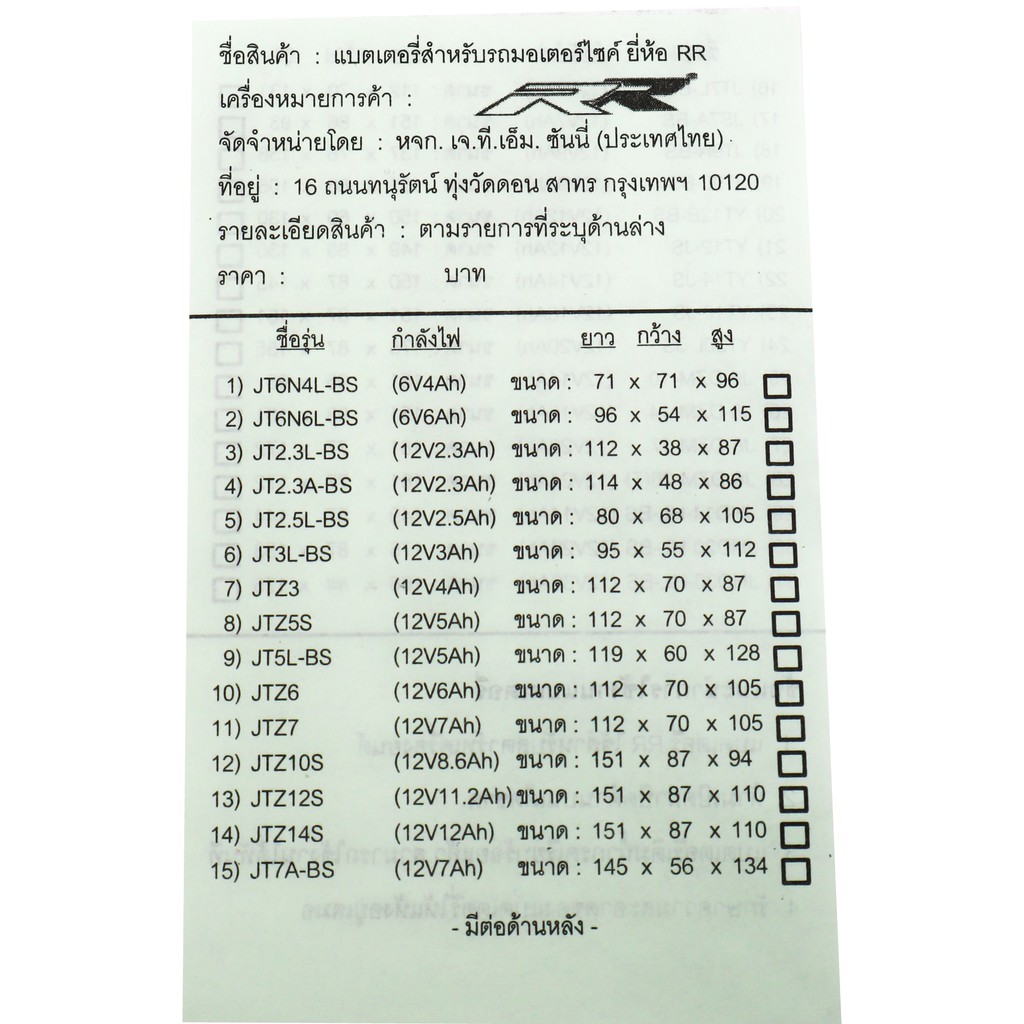 ชื่อสินค้า : แบตเตอรี่สำหรับรถมอเตอร์ไซค์ ยี่ห้อ RR
เครื่องหมายการค้า :
จัดจำหน่ายโดย : หจก. เจ.ที.เอ็ม. ซันนี่ (ประเทศไทย)
ที่อยู่ : 16 ถนนทนุรัตน์ ทุ่งวัดดอน สาทร กรุงเทพฯ 10120
รายละเอียดสินค้า : ตามรายการที่ระบุด้านล่าง
ราคา : บาท
ชื่อรุ่น กำลังไฟ ยาว กว้าง สูง
1) JT6N4L-BS (6V4Ah) ขนาด : 71 x 71 x 96
2) JT6N6L-BS (6V6Ah) ขนาด : 96 x 54 x 115
3) JT2.3L-BS (12V2.3Ah) ขนาด : 112 x 38 x 87
4) JT2.3A-BS (12V2.3Ah) ขนาด : 114 x 48 x 86
5) JT2.5L-BS (12V2.5Ah) ขนาด : 80 x 68 x 105
6) JT3L-BS (12V3Ah) ขนาด : 95 x 55 x 112
7) JTZ3 (12V4Ah) ขนาด : 112 x 70 x 87
8) JTZ5S (12V5Ah) ขนาด : 112 x 70 x 87
9) JT5L-BS (12V5Ah) ขนาด : 119 x 60 x 128
10) JTZ6 (12V6Ah) ขนาด : 112 x 70 x 105
11) JTZ7 (12V7Ah) ขนาด : 112 x 70 x 105
12) JTZ10S (12V8.6Ah) ขนาด : 151 x 87 x 94
13) JTZ12S (12V11.2Ah) ขนาด : 151 x 87 x 110
14) JTZ14S (12V12Ah) ขนาด : 151 x 87 x 110
15) JT7A-BS (12V7Ah) ขนาด : 145 x 56 x 134
- มีต่อด้านหลัง -